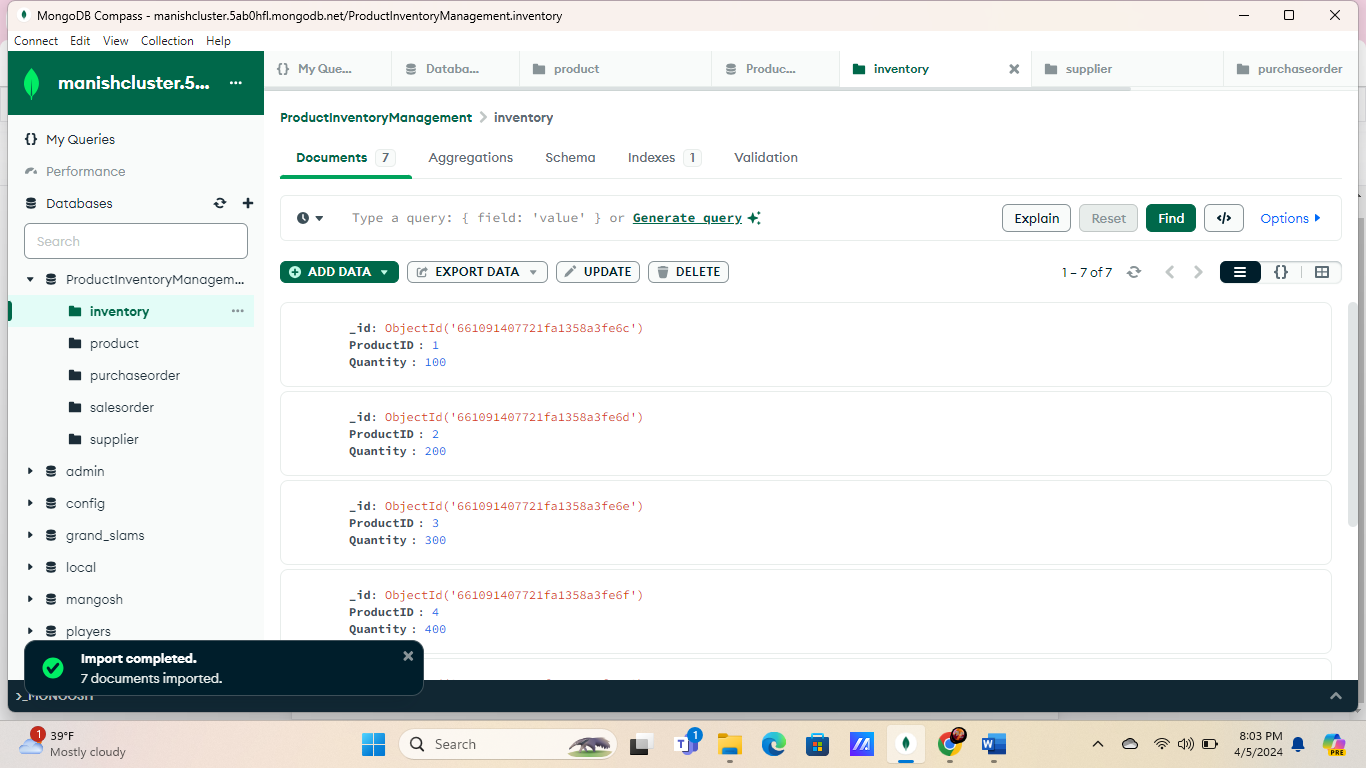 MongoDB Compass - manishcluster.5ab0hfl.mongodb.net/ProductInventoryManagement.inventory
Connect Edit View Collection Help
manishcluster.5... ...
My Queries
Performance
Databases
Search
ProductInventoryManagem...
inventory ...
product
purchaseorder
salesorder
supplier
admin
config
grand_slams
local
mangosh
players
{} My Que... Databa... product Produc... inventory supplier purchaseorder
ProductInventoryManagement > inventory
Documents 7 Aggregations Schema Indexes 1 Validation
Type a query: { field: 'value' } or Generate query
Explain Reset Find </> Options
ADD DATA EXPORT DATA UPDATE DELETE 1 – 7 of 7 {}
_id: ObjectId('661091407721fa1358a3fe6c')
ProductID : 1
Quantity : 100
_id: ObjectId('661091407721fa1358a3fe6d')
ProductID : 2
Quantity : 200
_id: ObjectId('661091407721fa1358a3fe6e')
ProductID : 3
Quantity : 300
_id: ObjectId('661091407721fa1358a3fe6f')
ProductID : 4
Quantity : 400
Import completed.
7 documents imported.
>_MONGOSH
1
39°F
Mostly cloudy
Search
1
8:03 PM
4/5/2024
PRE